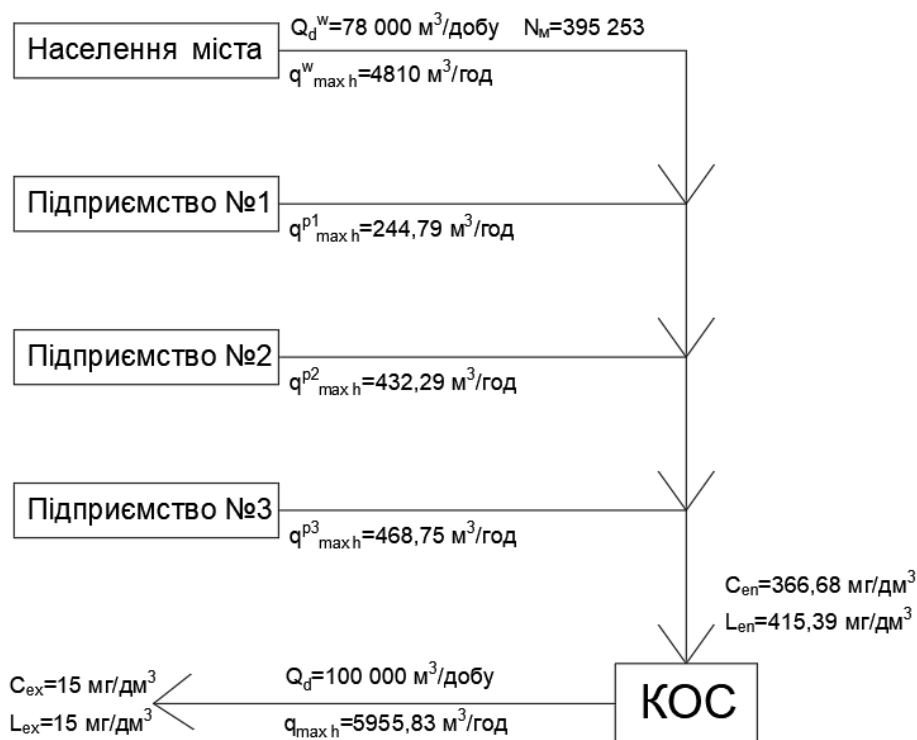 Населення міста
Q_d^w=78 000 м³/добу N_м=395 253
q^w_max h=4810 м³/год
Підприємство №1
q^p1_max h=244,79 м³/год
Підприємство №2
q^p2_max h=432,29 м³/год
Підприємство №3
q^p3_max h=468,75 м³/год
C_en=366,68 мг/дм³
L_en=415,39 мг/дм³
КОС
Q_d=100 000 м³/добу
q_max h=5955,83 м³/год
C_ex=15 мг/дм³
L_ex=15 мг/дм³